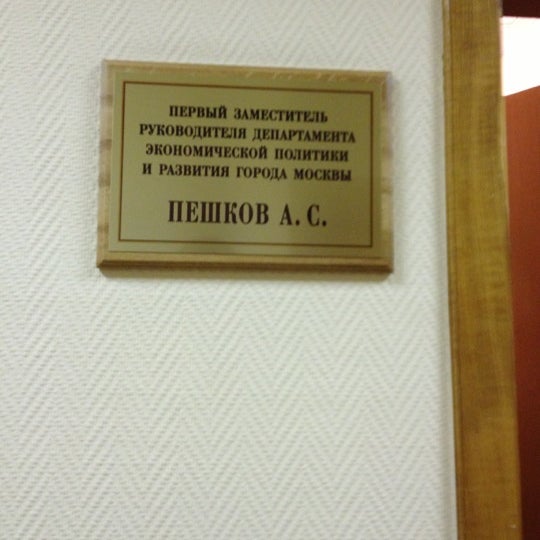 ПЕРВЫЙ ЗАМЕСТИТЕЛЬ
РУКОВОДИТЕЛЯ ДЕПАРТАМЕНТА
ЭКОНОМИЧЕСКОЙ ПОЛИТИКИ
И РАЗВИТИЯ ГОРОДА МОСКВЫ
ПЕШКОВ А. С.